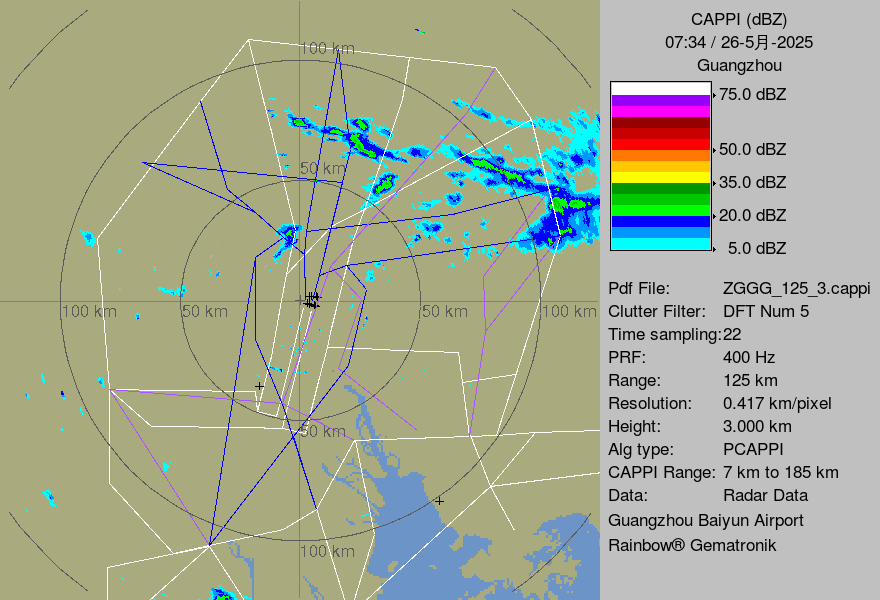 CAPPI (dBZ)
07:34 / 26-5月-2025
Guangzhou
75.0 dBZ
50.0 dBZ
35.0 dBZ
20.0 dBZ
5.0 dBZ
Pdf File: ZGGG_125_3.cappi
Clutter Filter: DFT Num 5
Time sampling:22
PRF: 400 Hz
Range: 125 km
Resolution: 0.417 km/pixel
Height: 3.000 km
Alg type: PCAPPI
CAPPI Range: 7 km to 185 km
Data: Radar Data
Guangzhou Baiyun Airport
Rainbow® Gematronik
100 km
50 km
100 km
50 km
50 km
100 km
50 km
100 km